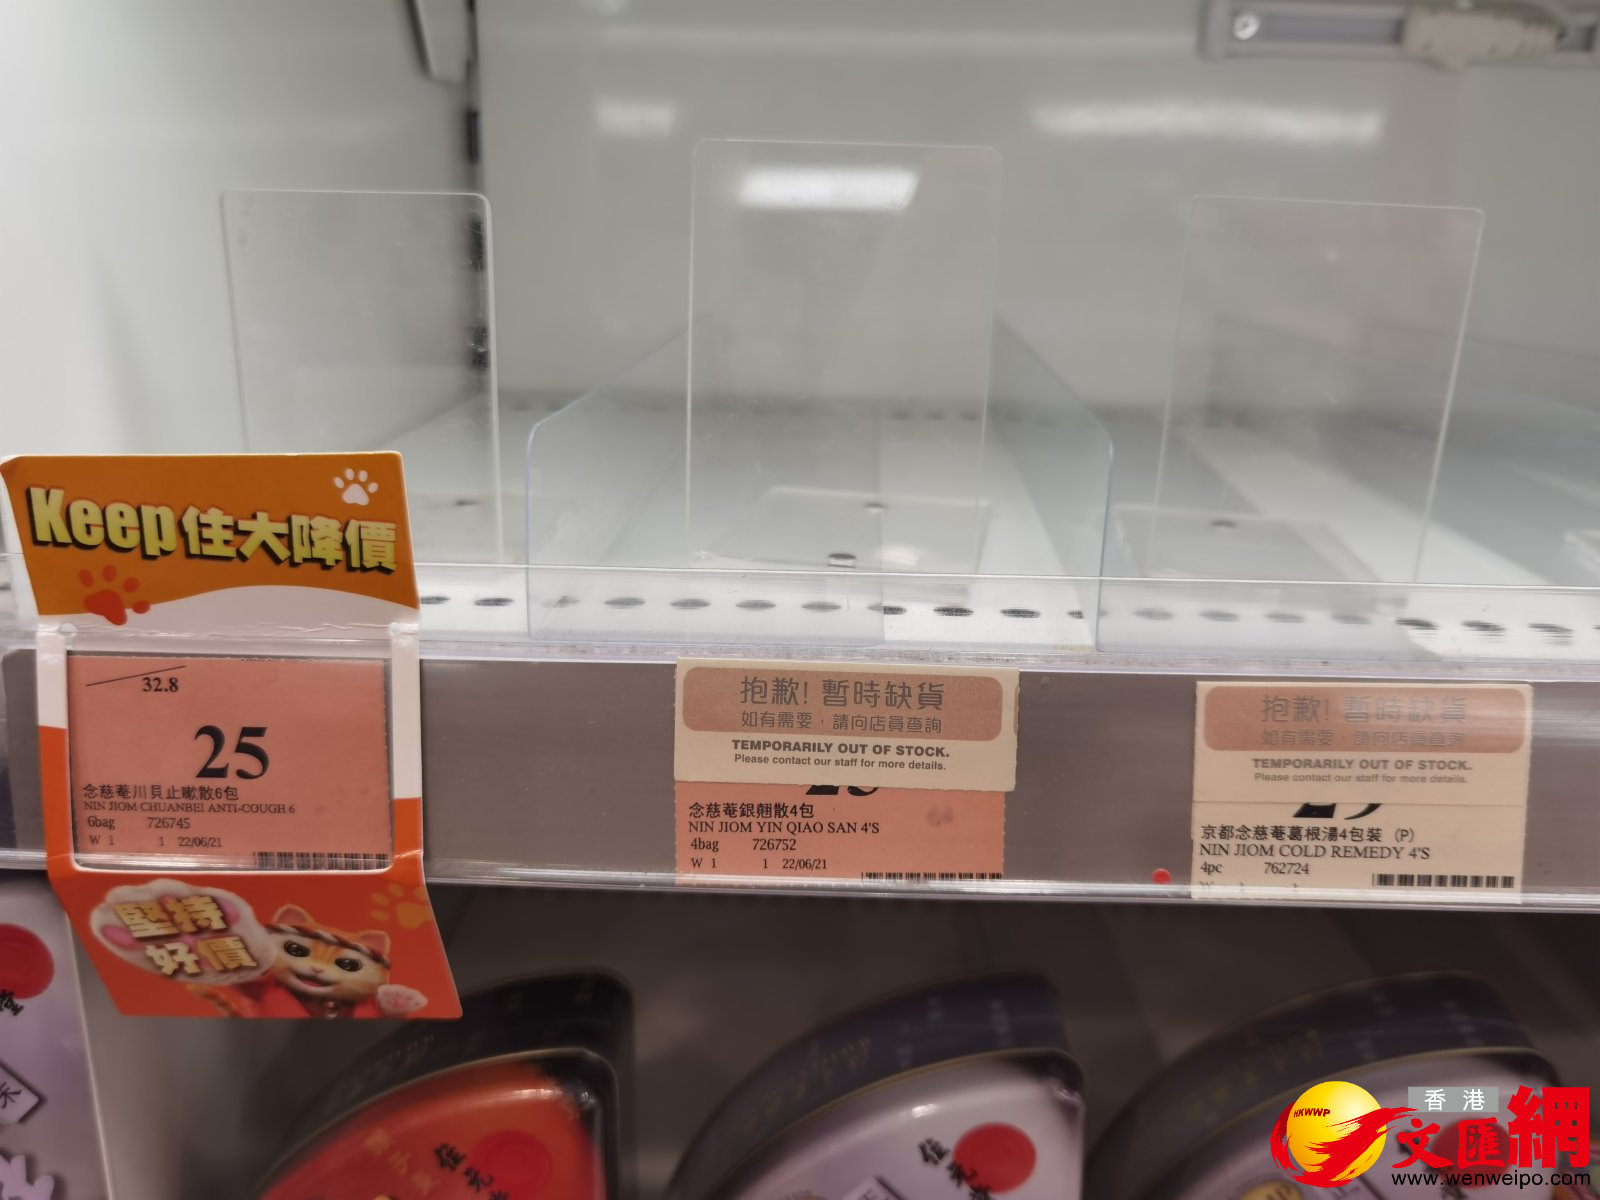 Keep住大降價
32.8
25
念慈菴川貝止嗽散6包
NIN JIOM CHUANBEI ANTI-COUGH 6
6bag 726745
W 1 1 22/06/21
堅持
好價
抱歉! 暫時缺貨
如有需要，請向店員查詢
TEMPORARILY OUT OF STOCK.
Please contact our staff for more details.
念慈菴銀翹散4包
NIN JIOM YIN QIAO SAN 4'S
4bag 726752
W 1 1 22/06/21
抱歉! 暫時缺貨
如有需要，請向店員查詢
TEMPORARILY OUT OF STOCK.
Please contact our staff for more details.
京都念慈菴葛根湯4包裝 (P)
NIN JIOM COLD REMEDY 4'S
4pc 762724
位元
位元
HKWWP
香港
文匯網
www.wenweipo.com